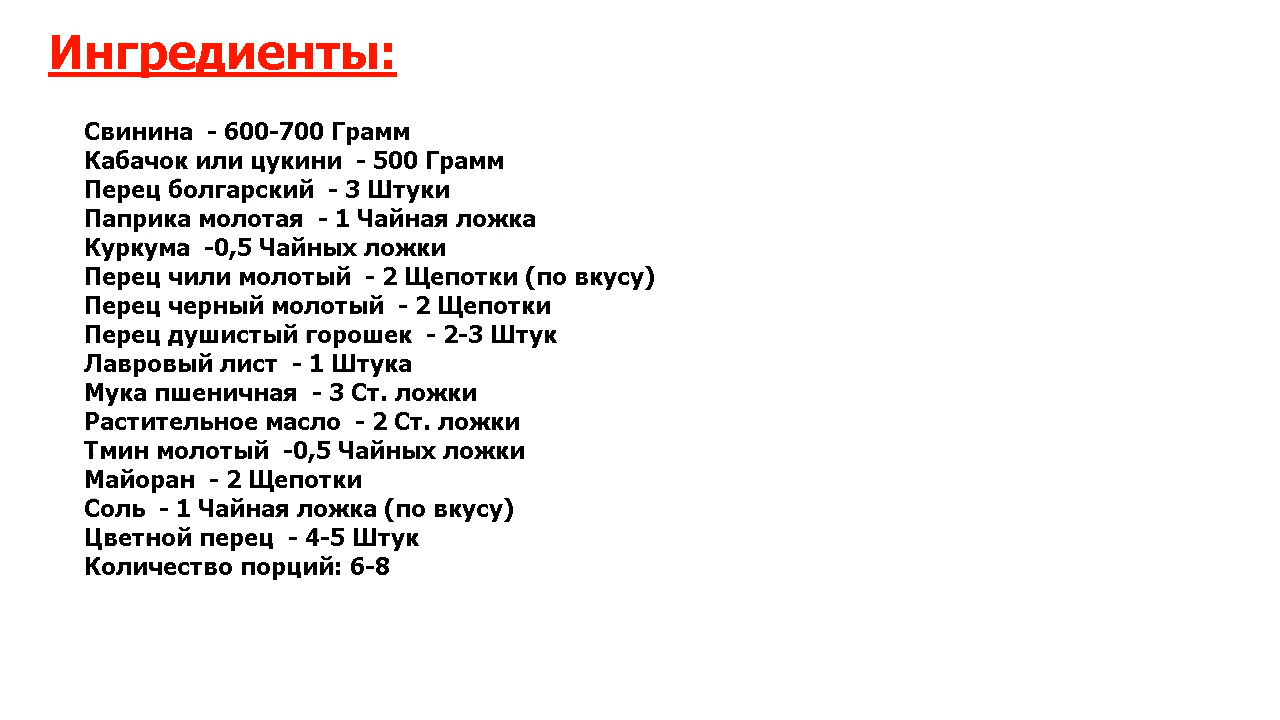 Ингредиенты:
Свинина - 600-700 Грамм
Кабачок или цукини - 500 Грамм
Перец болгарский - 3 Штуки
Паприка молотая - 1 Чайная ложка
Куркума -0,5 Чайных ложки
Перец чили молотый - 2 Щепотки (по вкусу)
Перец черный молотый - 2 Щепотки
Перец душистый горошек - 2-3 Штук
Лавровый лист - 1 Штука
Мука пшеничная - 3 Ст. ложки
Растительное масло - 2 Ст. ложки
Тмин молотый -0,5 Чайных ложки
Майоран - 2 Щепотки
Соль - 1 Чайная ложка (по вкусу)
Цветной перец - 4-5 Штук
Количество порций: 6-8